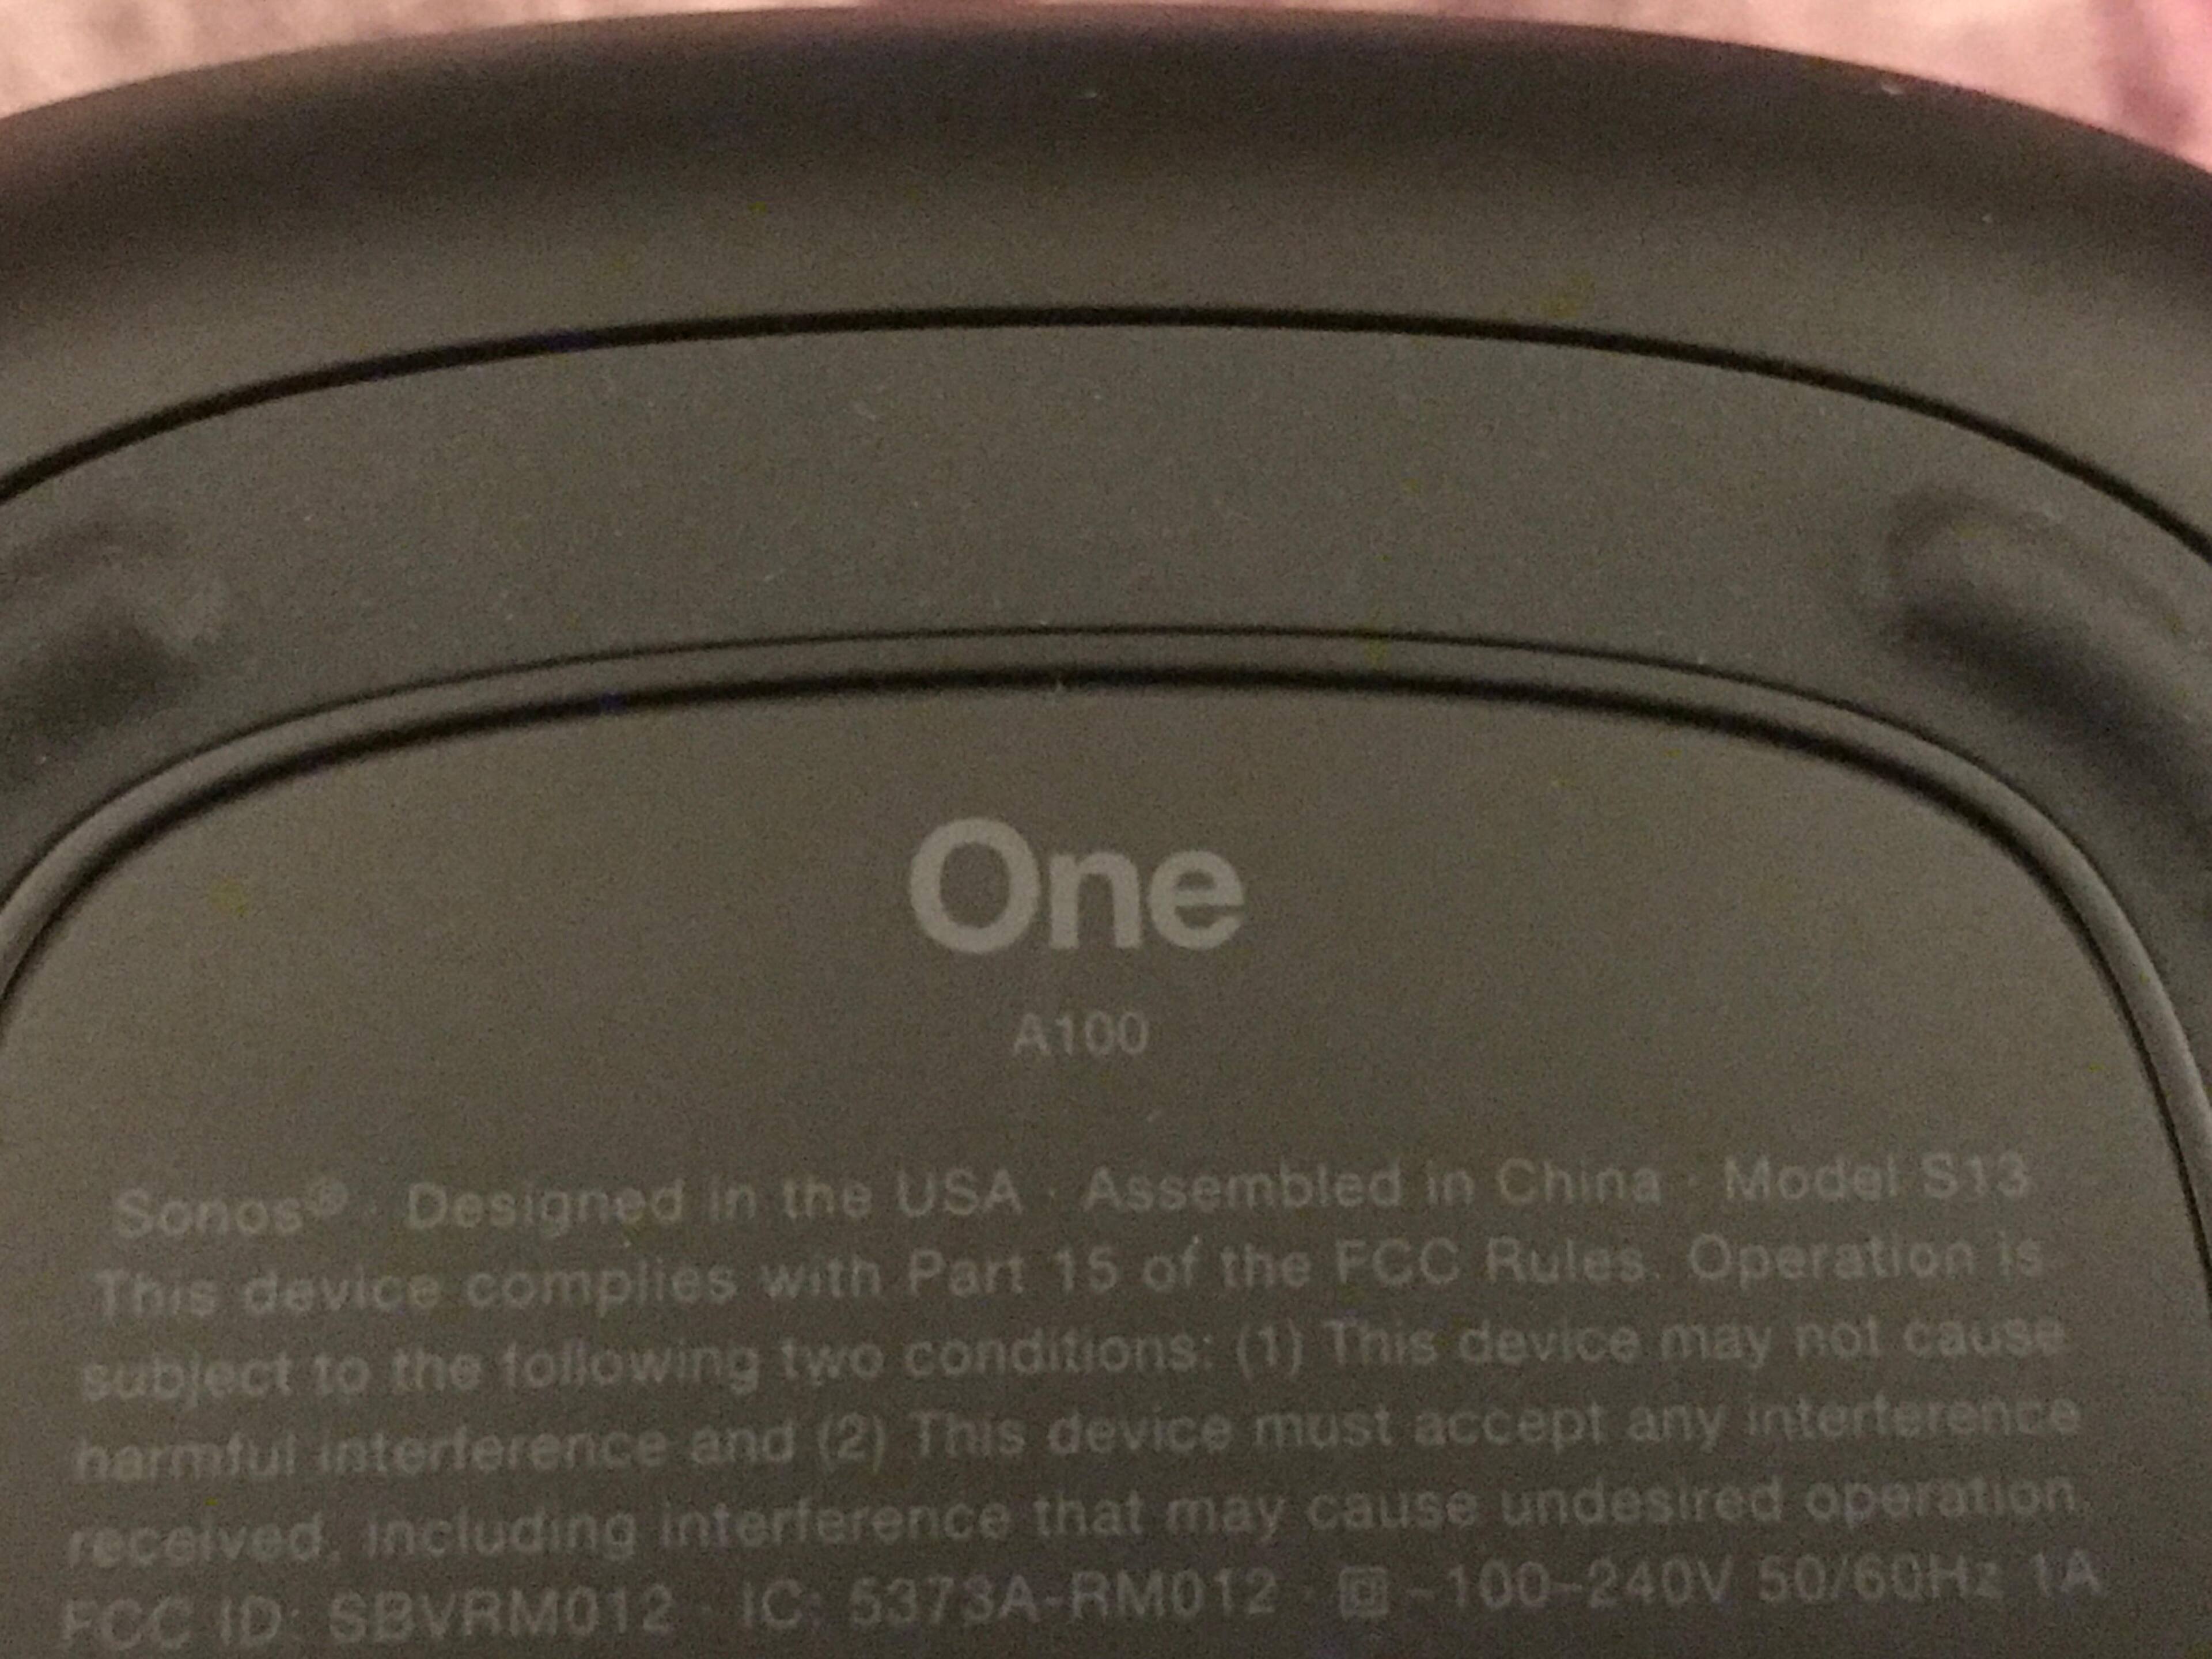 One
A100
Sonos® · Designed in the USA · Assembled in China · Model S13
This device complies with Part 15 of the FCC Rules. Operation is
subject to the following two conditions: (1) This device may not cause
harmful interference and (2) This device must accept any interference
received, including interference that may cause undesired operation.
FCC ID: SBVRM012 · IC: 5373A-RM012 · ~100-240V 50/60Hz 1A